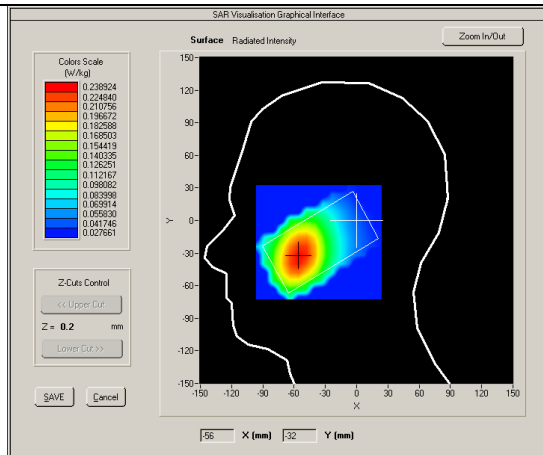 SAR Visualisation Graphical Interface
Surface Radiated Intensity
Zoom In/Out
Colors Scale
(W/kg)
0.238924
0.224840
0.210756
0.196672
0.182588
0.168503
0.154419
0.140335
0.126251
0.112167
0.098082
0.083998
0.069914
0.055830
0.041746
0.027661
Z-Cuts Control
<< Upper Cut
Z = 0.2 mm
Lower Cut >>
SAVE Cancel
150
120
90
60
30
0
-30
-60
-90
-120
-150
Y
-150 -120 -90 -60 -30 0 30 60 90 120 150
X
-56 X (mm) -32 Y (mm)